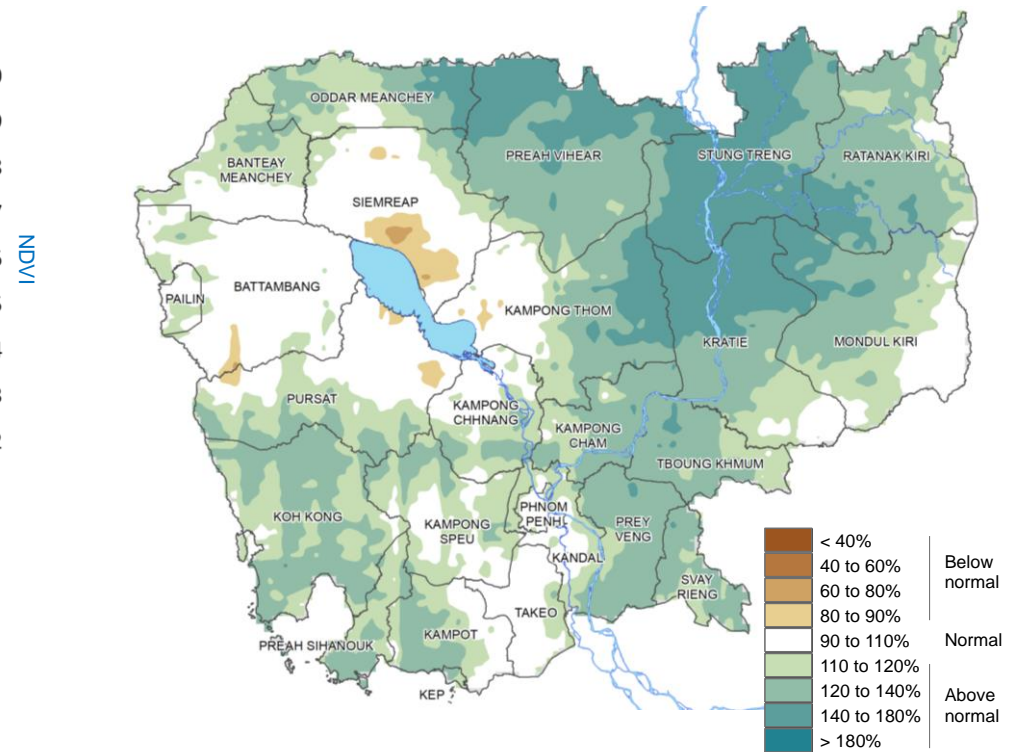 NDVI
ODDAR MEANCHEY
BANTEAY
MEANCHEY
PREAH VIHEAR
STUNG TRENG
RATANAK KIRI
SIEMREAP
BATTAMBANG
PAILIN
KAMPONG THOM
KRATIE
MONDUL KIRI
PURSAT
KAMPONG
CHHNANG
KAMPONG
CHAM
TBOUNG KHMUM
KOH KONG
KAMPONG
SPEU
PHNOM
PENH
PREY
VENG
KANDAL
SVAY
RIENG
TAKEO
KAMPOT
PREAH SIHANOUK
KEP
< 40%
40 to 60%
60 to 80%
80 to 90%
90 to 110%
110 to 120%
120 to 140%
140 to 180%
> 180%
Below
normal
Normal
Above
normal